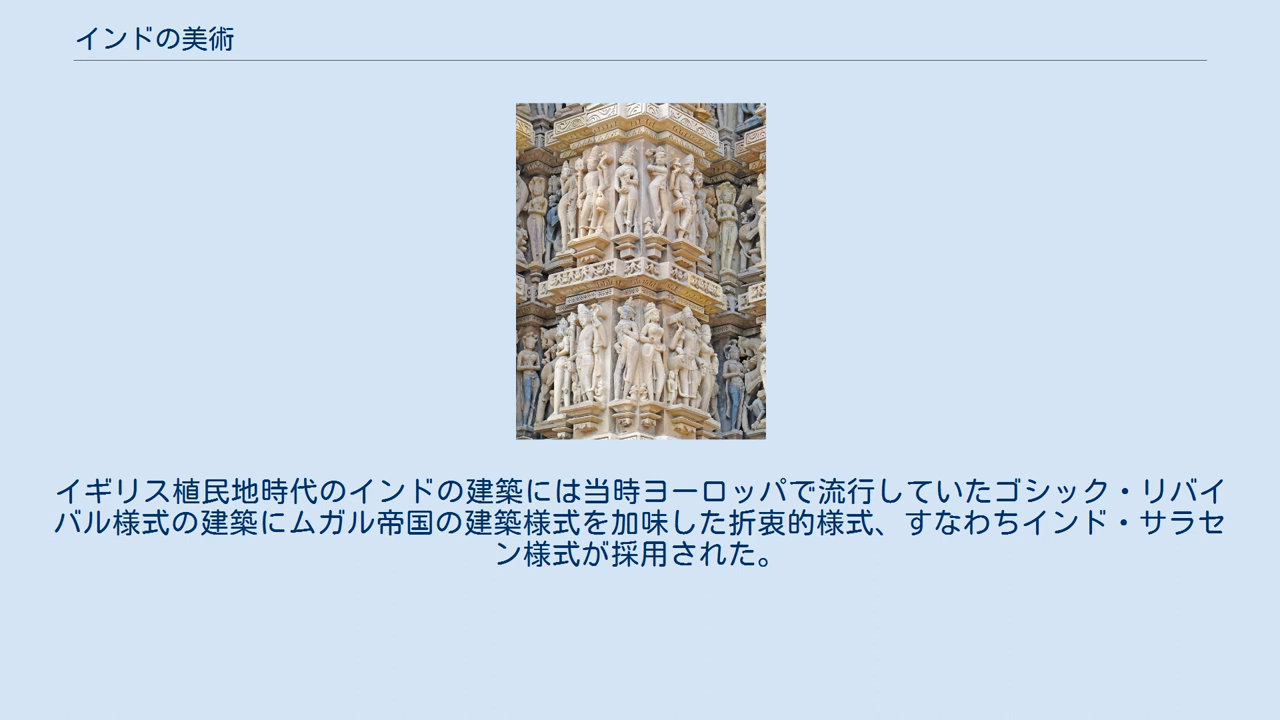 インドの美術
イギリス植民地時代のインドの建築には当時ヨーロッパで流行していたゴシック・リバイ
バル様式の建築にムガル帝国の建築様式を加味した折衷的様式、すなわちインド・サラセ
ン様式が採用された。